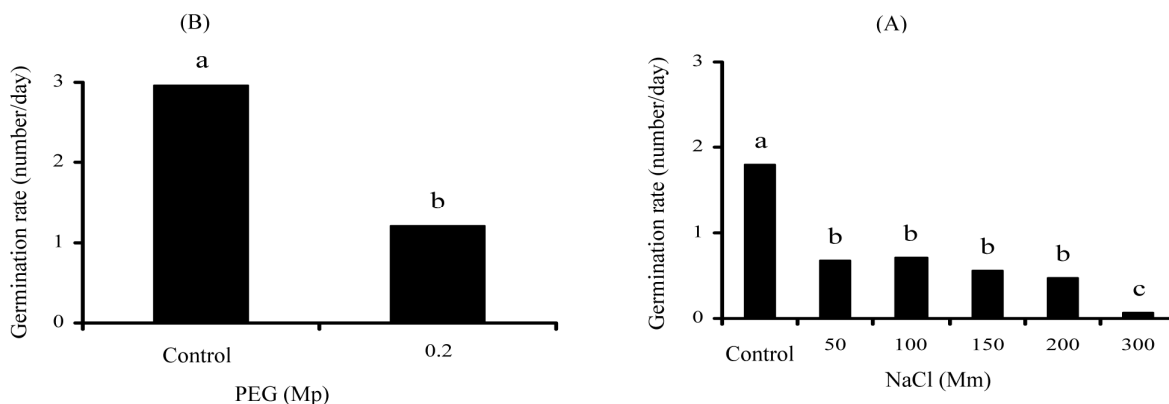 (B)
a
b
Germination rate (number/day)
3
2
1
0
Control
0.2
PEG (Mp)
(A)
a
b
b
b
b
c
Germination rate (number/day)
3
2
1
0
Control
50
100
150
200
300
NaCl (Mm)